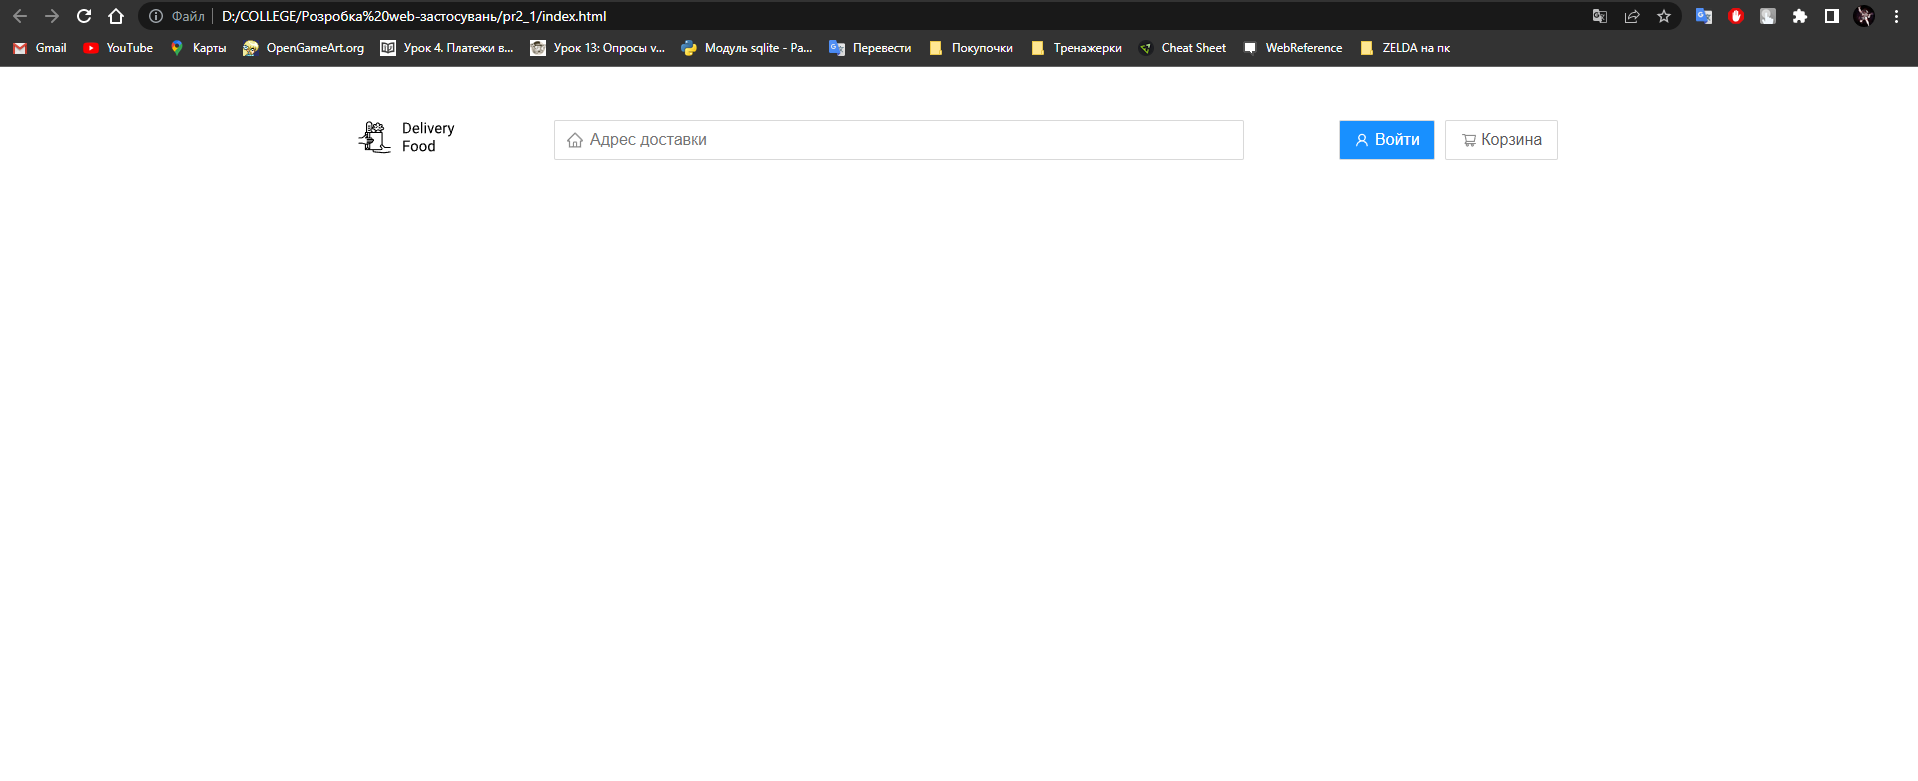 Файл D:/COLLEGE/Розробка%20web-застосувань/pr2_1/index.html
Gmail YouTube Карты OpenGameArt.org Урок 4. Платежи в... Урок 13: Опросы v... Модуль sqlite - Ра... Перевести Покупочки Тренажерки Cheat Sheet WebReference ZELDA на пк
Delivery
Food
Адрес доставки
Войти
Корзина